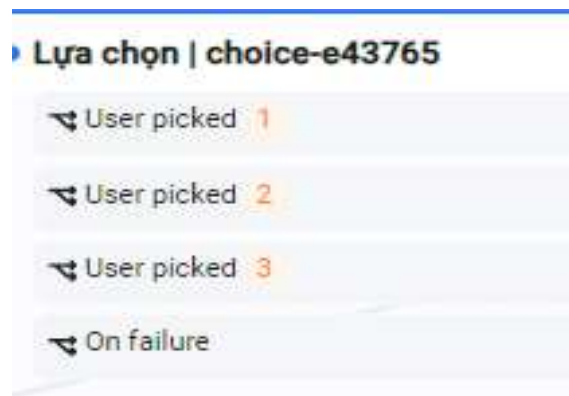 Lựa chọn | choice-e43765
User picked 1
User picked 2
User picked 3
On failure